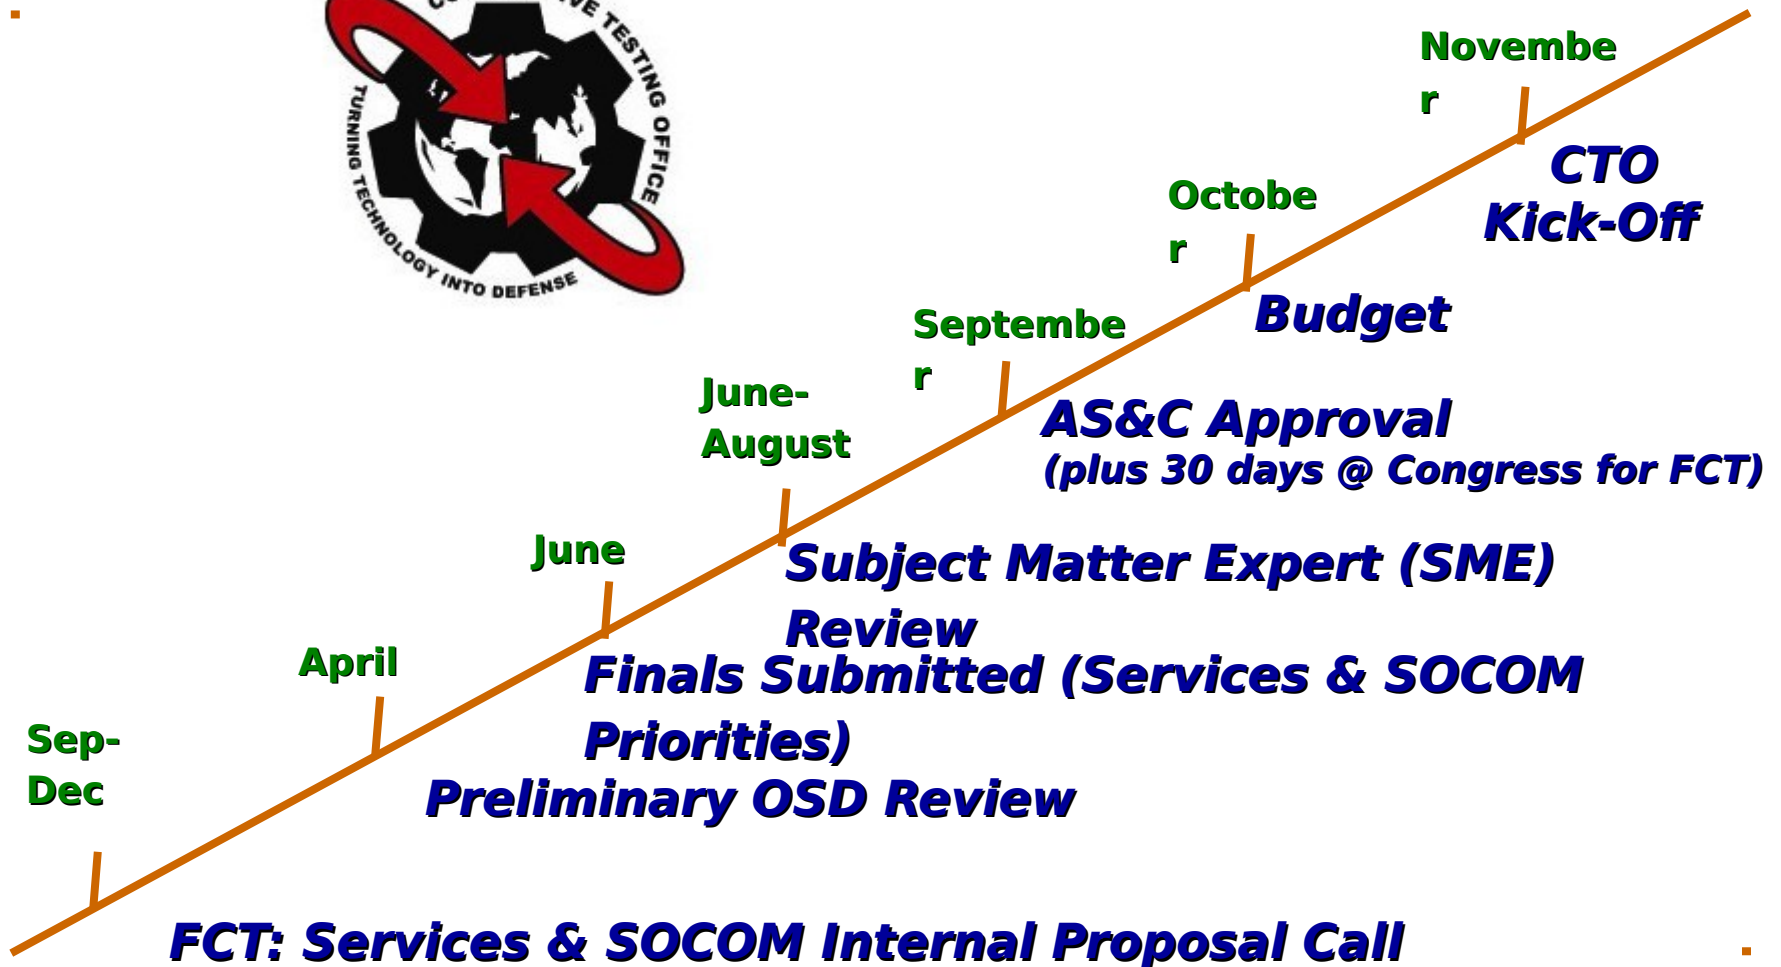 VE TESTING OFFICE
TURNING TECHNOLOGY INTO DEFENSE
Novembe
r
CTO
Kick-Off
Octobe
r
Budget
Septembe
r
AS&C Approval
(plus 30 days @ Congress for FCT)
June-
August
Subject Matter Expert (SME)
Review
June
Finals Submitted (Services & SOCOM
Priorities)
April
Preliminary OSD Review
Sep-
Dec
FCT: Services & SOCOM Internal Proposal Call